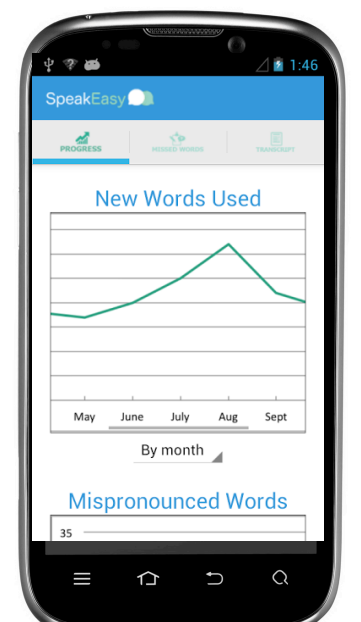 1:46
SpeakEasy
PROGRESS MISSED WORDS TRANSCRIPT
New Words Used
May June July Aug Sept
By month
Mispronounced Words
35